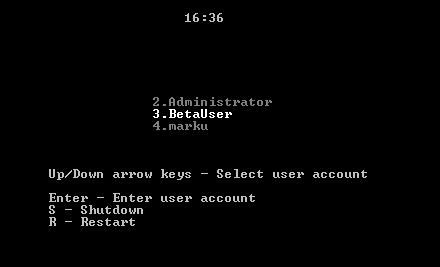 16:36
2.Administrator
3.BetaUser
4.marku
Up/Down arrow keys - Select user account
Enter - Enter user account
S - Shutdown
R - Restart